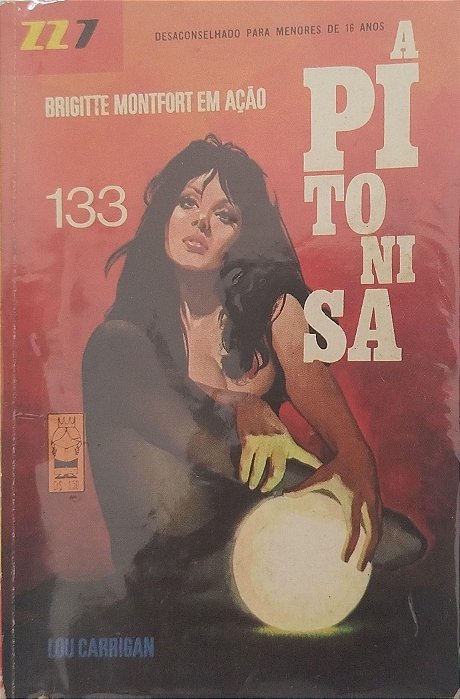 ZZ7
DESACONSELHADO PARA MENORES DE 16 ANOS
BRIGITTE MONTFORT EM AÇÃO
133
A
PI
TO
NI
SA
LOU CARRIGAN